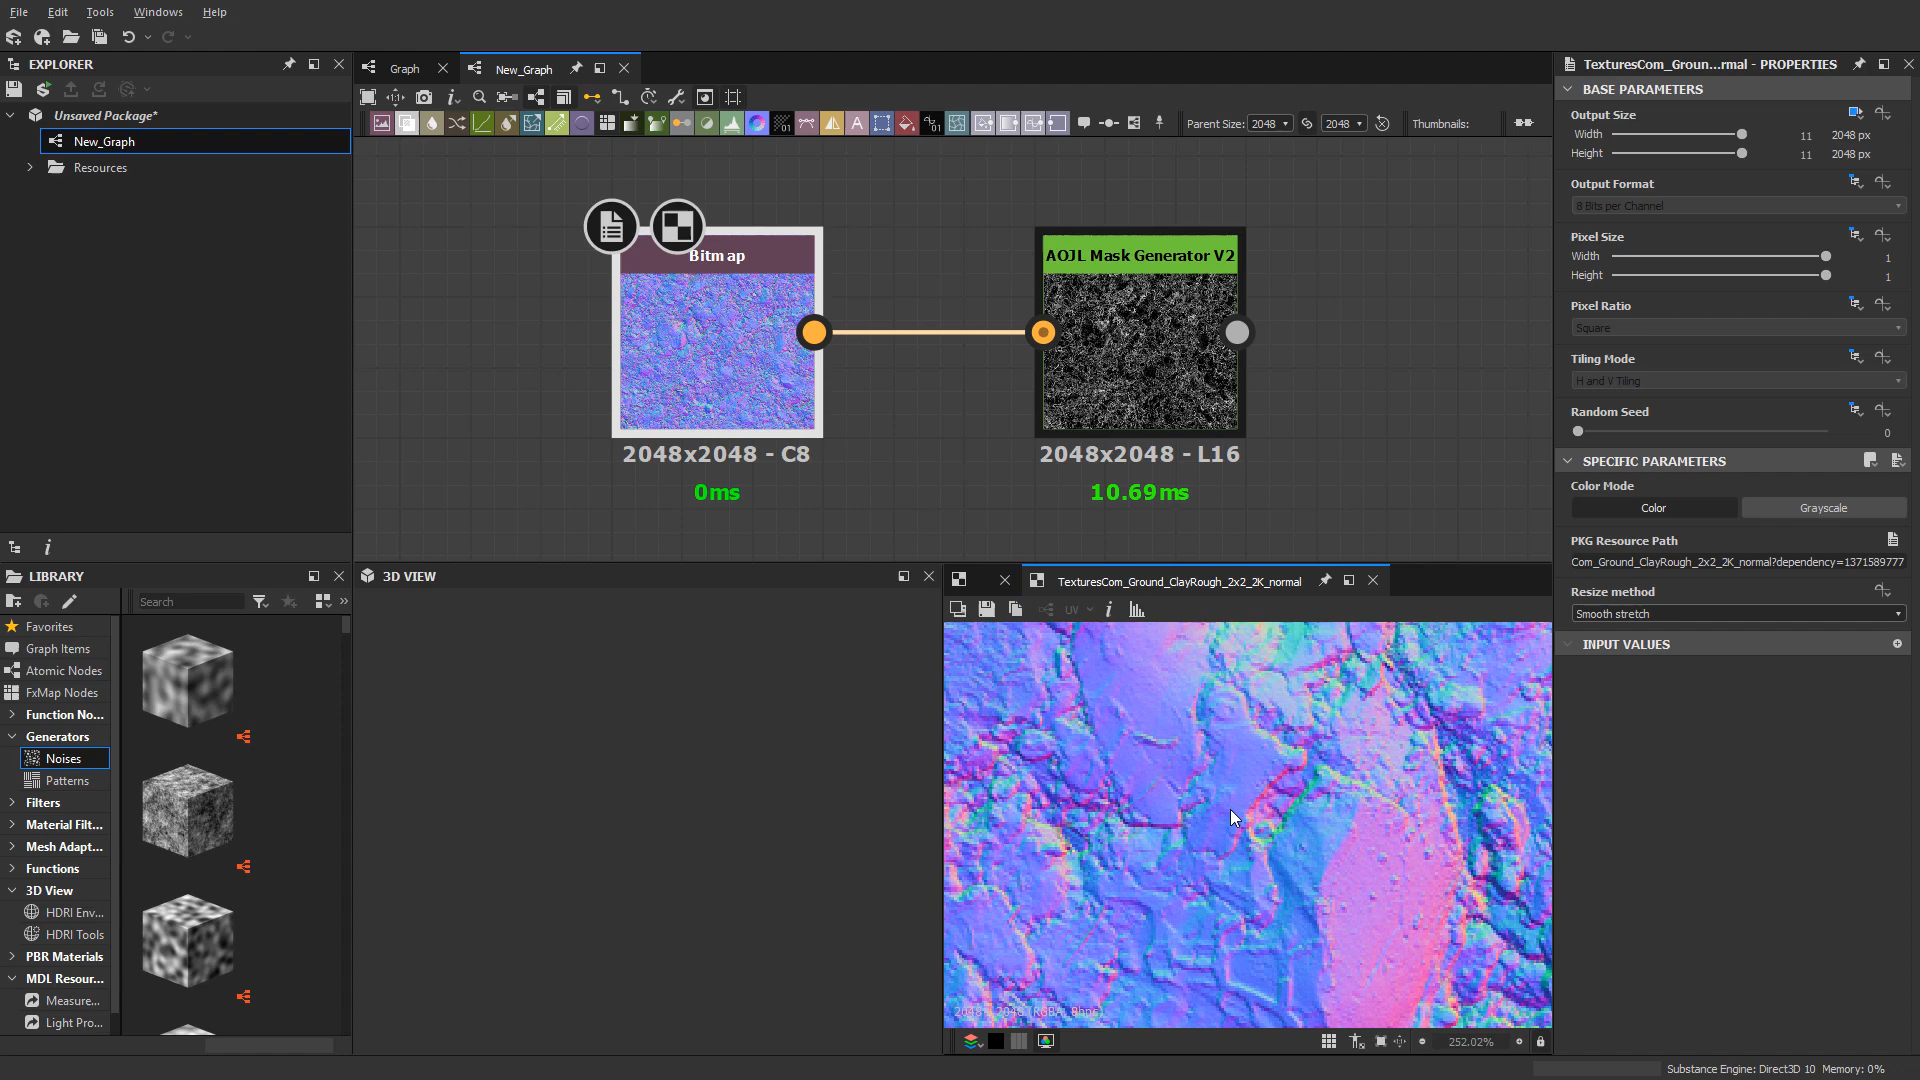 File Edit Tools Windows Help
EXPLORER
Unsaved Package*
New_Graph
Resources
Graph
New_Graph
Parent Size: 2048 2048 Thumbnails:
Bitmap
2048x2048 - C8
0ms
AOJL Mask Generator V2
2048x2048 - L16
10.69ms
LIBRARY
Search
Favorites
Graph Items
Atomic Nodes
FxMap Nodes
Function No...
Generators
Noises
Patterns
Filters
Material Filt...
Mesh Adapt...
Functions
3D View
HDRI Env...
HDRI Tools
PBR Materials
MDL Resour...
Measure...
Light Pro...
3D VIEW
TexturesCom_Ground_ClayRough_2x2_2K_normal
UV
252.02%
TexturesCom_Groun...rmal - PROPERTIES
BASE PARAMETERS
Output Size
Width 11 2048 px
Height 11 2048 px
Output Format
8 Bits per Channel
Pixel Size
Width 1
Height 1
Pixel Ratio
Square
Tiling Mode
H and V Tiling
Random Seed
0
SPECIFIC PARAMETERS
Color Mode
Color Grayscale
PKG Resource Path
Com_Ground_ClayRough_2x2_2K_normal?dependency=1371589777
Resize method
Smooth stretch
INPUT VALUES
Substance Engine: Direct3D 10 Memory: 0%